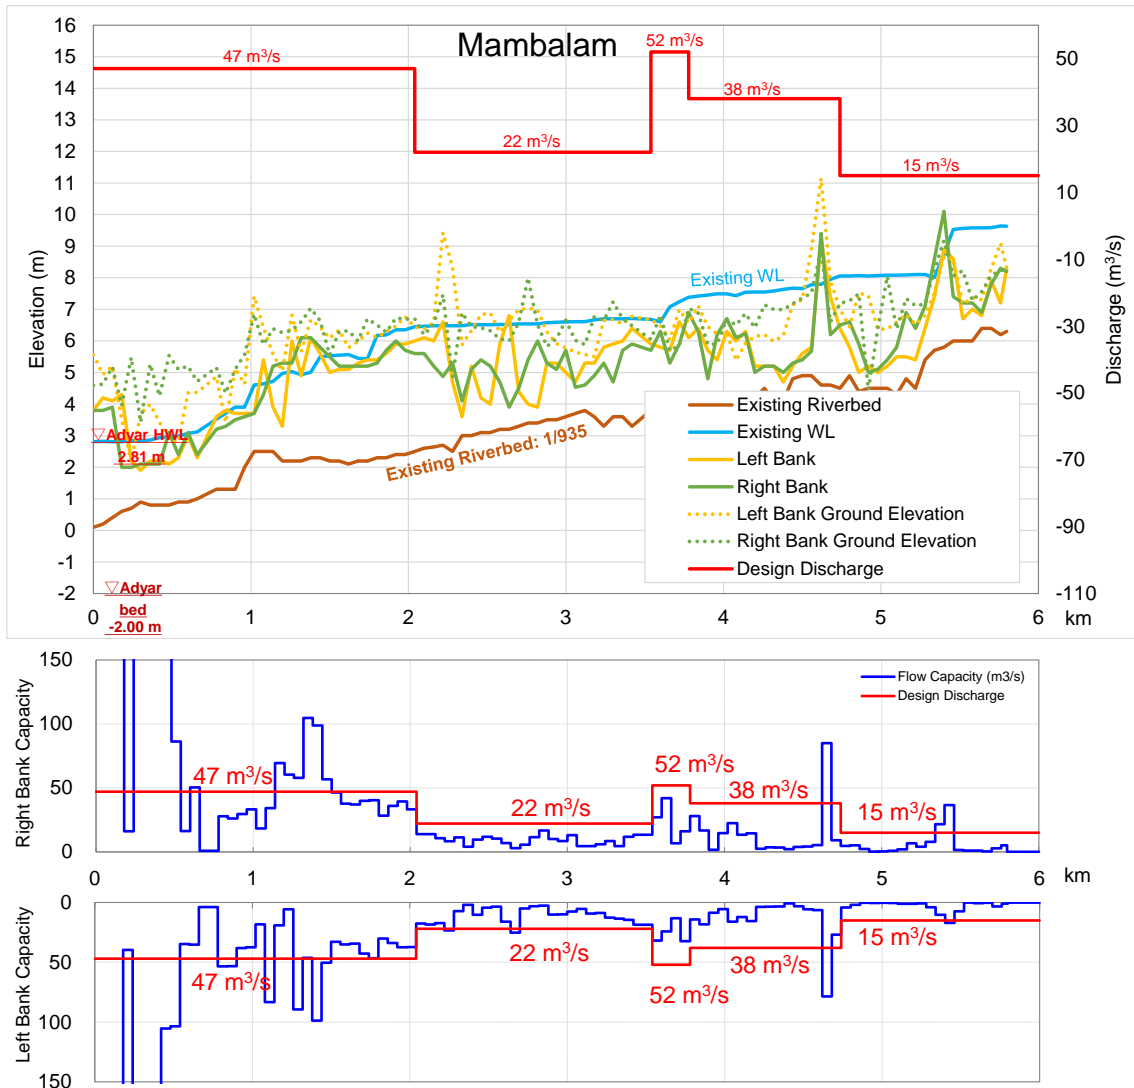 Mambalam
16
15
14
13
12
11
10
9
8
7
6
5
4
3
2
1
0
-1
-2
Elevation (m)
50
30
10
-10
-30
-50
-70
-90
-110
Discharge (m³/s)
47 m³/s
22 m³/s
52 m³/s
38 m³/s
15 m³/s
Existing WL
Existing Riverbed: 1/935
Adyar HWL
2.81 m
Adyar
bed
-2.00 m
Existing Riverbed
Existing WL
Left Bank
Right Bank
Left Bank Ground Elevation
Right Bank Ground Elevation
Design Discharge
0 1 2 3 4 5 6 km
Right Bank Capacity
150
100
50
0
Flow Capacity (m3/s)
Design Discharge
47 m³/s
22 m³/s
52 m³/s
38 m³/s
15 m³/s
0 1 2 3 4 5 6 km
Left Bank Capacity
0
50
100
150
47 m³/s
22 m³/s
52 m³/s
38 m³/s
15 m³/s